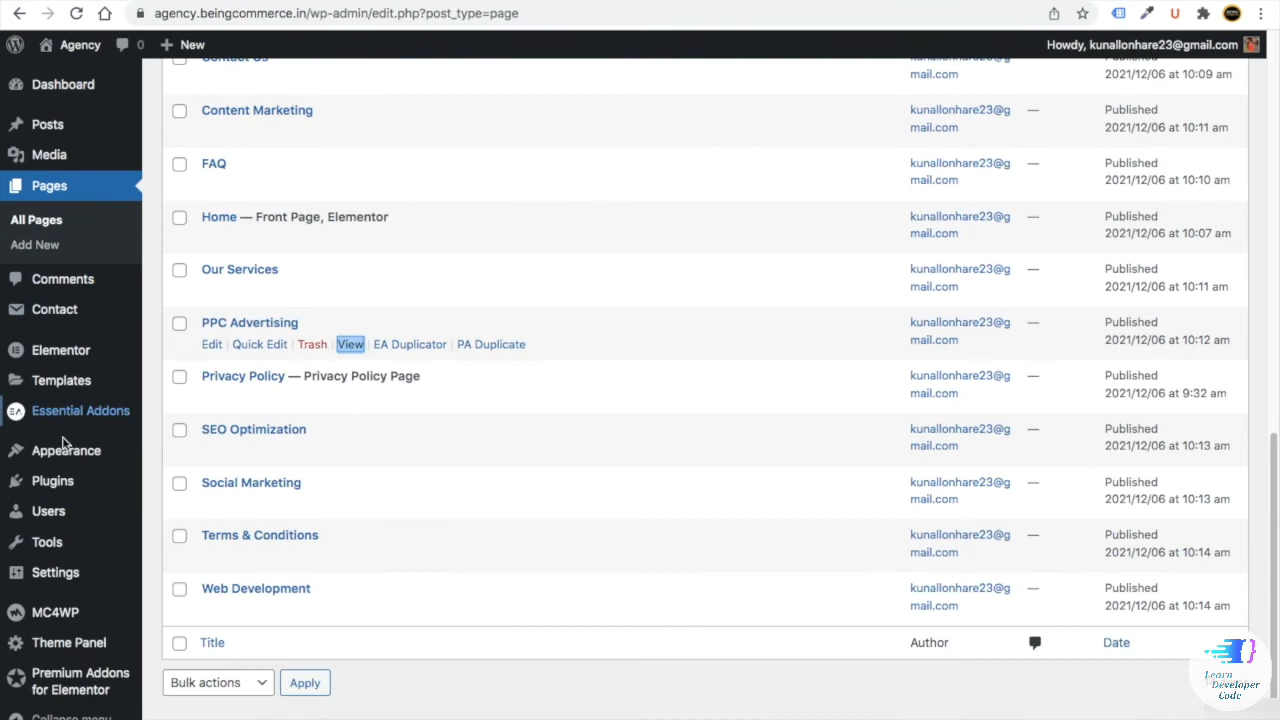 agency.beingcommerce.in/wp-admin/edit.php?post_type=page
Agency 0 New
Howdy, kunallonhare23@gmail.com
Dashboard
Posts
Media
Pages
All Pages
Add New
Comments
Contact
Elementor
Templates
Essential Addons
Appearance
Plugins
Users
Tools
Settings
MC4WP
Theme Panel
Premium Addons
for Elementor
Collapse menu
Contact Us
kunallonhare23@g
mail.com
Published
2021/12/06 at 10:09 am
Content Marketing
kunallonhare23@g
mail.com
—
Published
2021/12/06 at 10:11 am
FAQ
kunallonhare23@g
mail.com
—
Published
2021/12/06 at 10:10 am
Home — Front Page, Elementor
kunallonhare23@g
mail.com
—
Published
2021/12/06 at 10:07 am
Our Services
kunallonhare23@g
mail.com
—
Published
2021/12/06 at 10:11 am
PPC Advertising
Edit | Quick Edit | Trash | View | EA Duplicator | PA Duplicate
kunallonhare23@g
mail.com
—
Published
2021/12/06 at 10:12 am
Privacy Policy — Privacy Policy Page
kunallonhare23@g
mail.com
—
Published
2021/12/06 at 9:32 am
SEO Optimization
kunallonhare23@g
mail.com
—
Published
2021/12/06 at 10:13 am
Social Marketing
kunallonhare23@g
mail.com
—
Published
2021/12/06 at 10:13 am
Terms & Conditions
kunallonhare23@g
mail.com
—
Published
2021/12/06 at 10:14 am
Web Development
kunallonhare23@g
mail.com
—
Published
2021/12/06 at 10:14 am
Title
Author
Date
Bulk actions
Apply
Learn
Developer
Code